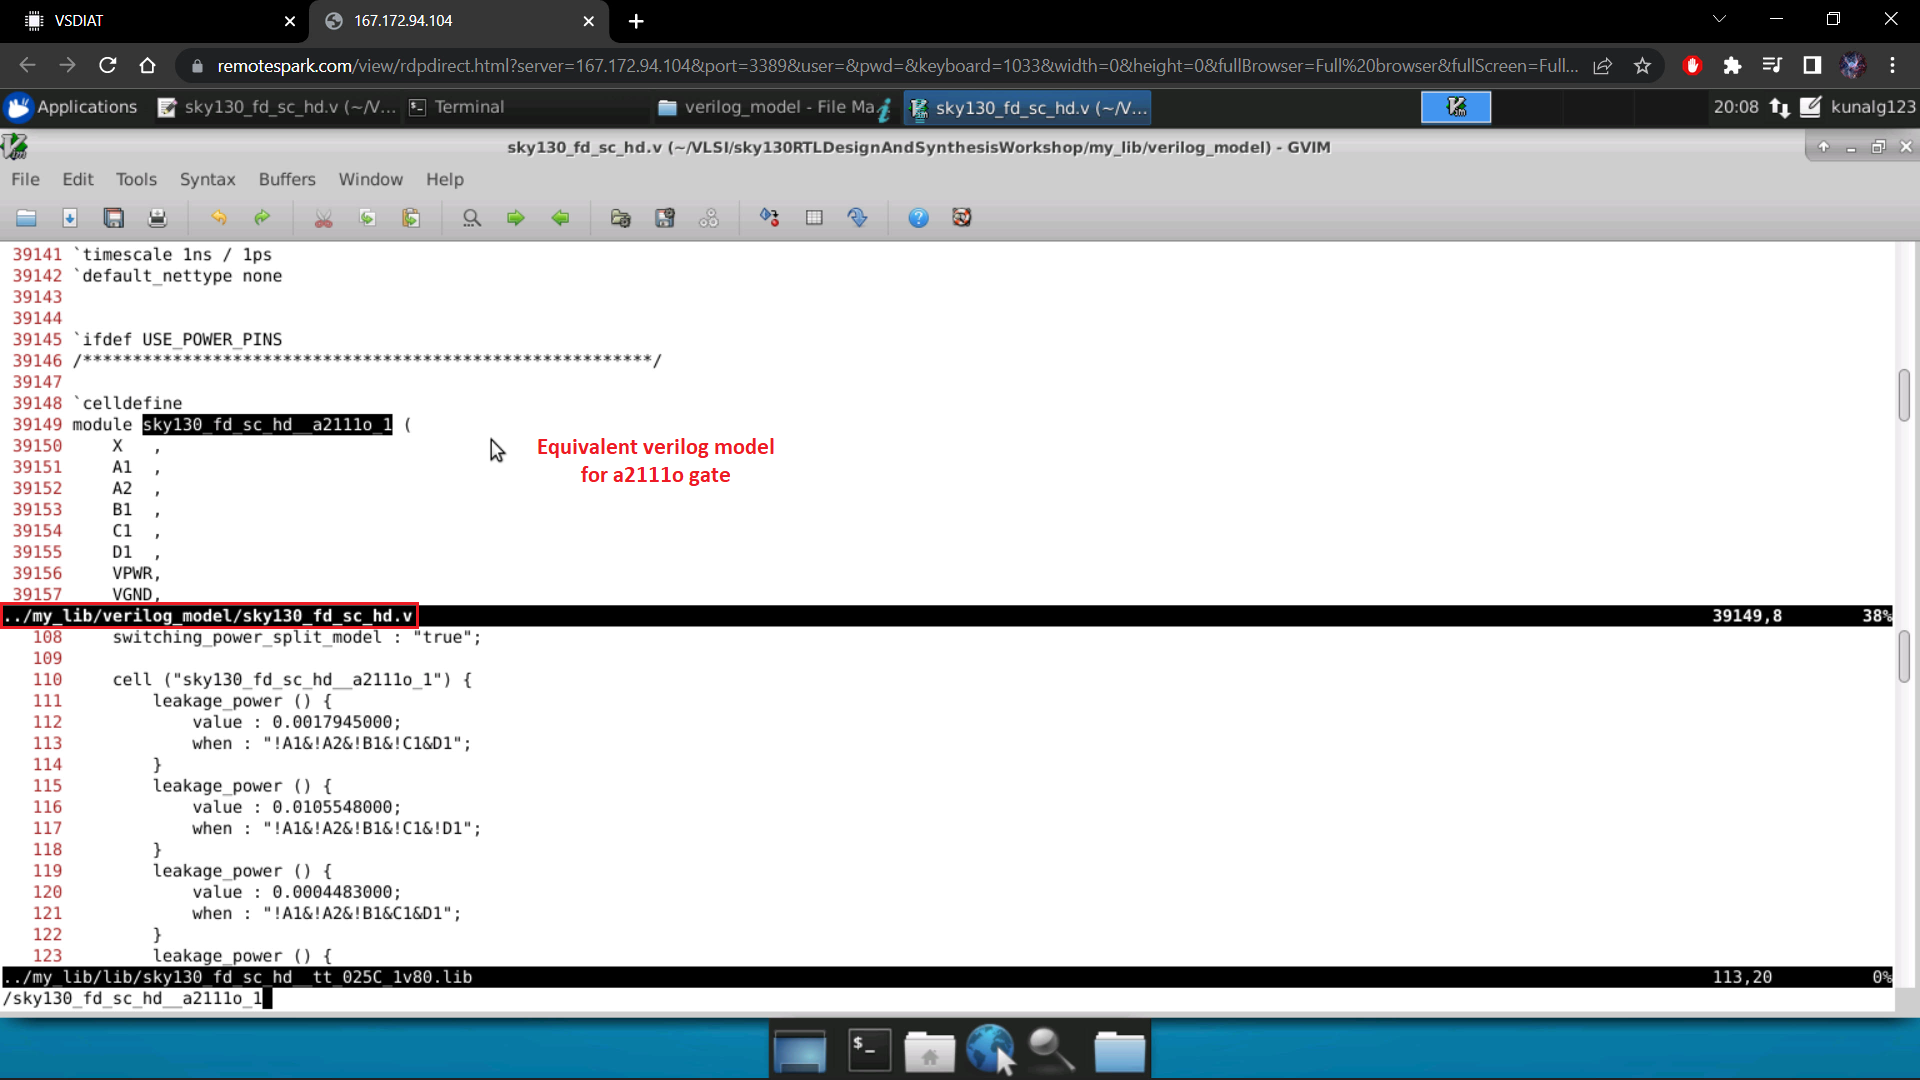 VSDIAT
167.172.94.104
remotespark.com/view/rdpdirect.html?server=167.172.94.104&port=3389&user=&pwd=&keyboard=1033&width=0&height=0&fullBrowser=Full%20browser&fullScreen=Full...
Applications
sky130_fd_sc_hd.v (~/V...
Terminal
verilog_model - File Ma
sky130_fd_sc_hd.v (~/V...
20:08
kunalg123
sky130_fd_sc_hd.v (~/VLSI/sky130RTLDesignAndSynthesisWorkshop/my_lib/verilog_model) - GVIM
File Edit Tools Syntax Buffers Window Help
39141 `timescale 1ns / 1ps
39142 `default_nettype none
39143
39144
39145 `ifdef USE_POWER_PINS
39146 /*********************************************************/
39147
39148 `celldefine
39149 module sky130_fd_sc_hd__a2111o_1 (
39150     X   ,
39151     A1  ,
39152     A2  ,
39153     B1  ,
39154     C1  ,
39155     D1  ,
39156     VPWR,
39157     VGND,
Equivalent verilog model
for a2111o gate
../my_lib/verilog_model/sky130_fd_sc_hd.v 39149,8 38%
108     switching_power_split_model : "true";
109
110     cell ("sky130_fd_sc_hd__a2111o_1") {
111         leakage_power () {
112             value : 0.0017945000;
113             when : "!A1&!A2&!B1&!C1&D1";
114         }
115         leakage_power () {
116             value : 0.0105548000;
117             when : "!A1&!A2&!B1&!C1&!D1";
118         }
119         leakage_power () {
120             value : 0.0004483000;
121             when : "!A1&!A2&!B1&C1&D1";
122         }
123         leakage_power () {
../my_lib/lib/sky130_fd_sc_hd__tt_025C_1v80.lib 113,20 0%
/sky130_fd_sc_hd__a2111o_1